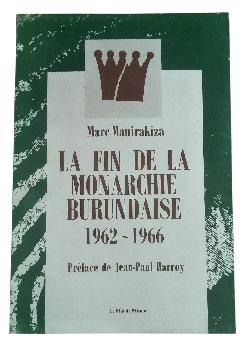 Marc Manirakiza
LA FIN DE LA
MONARCHIE
BURUNDAISE
1962 - 1966
Préface de Jean-Paul Harroy